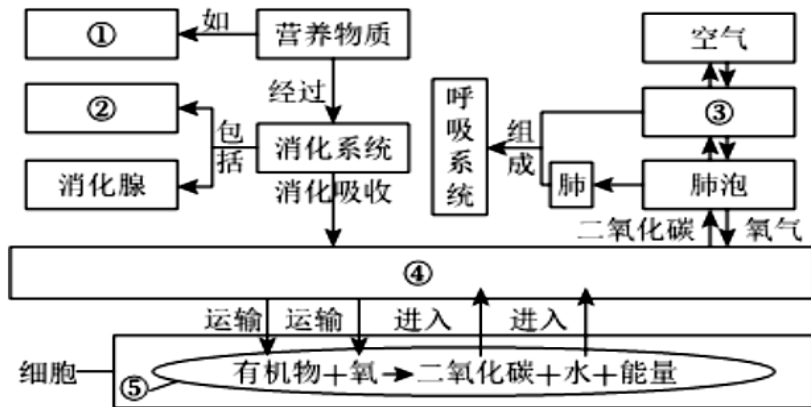 ① 如 营养物质
空气
经过
②
包括
消化系统
消化腺
消化吸收
呼吸系统
组成
③
肺
肺泡
二氧化碳 氧气
④
运输 运输 进入 进入
细胞
⑤
有机物+氧→二氧化碳+水+能量